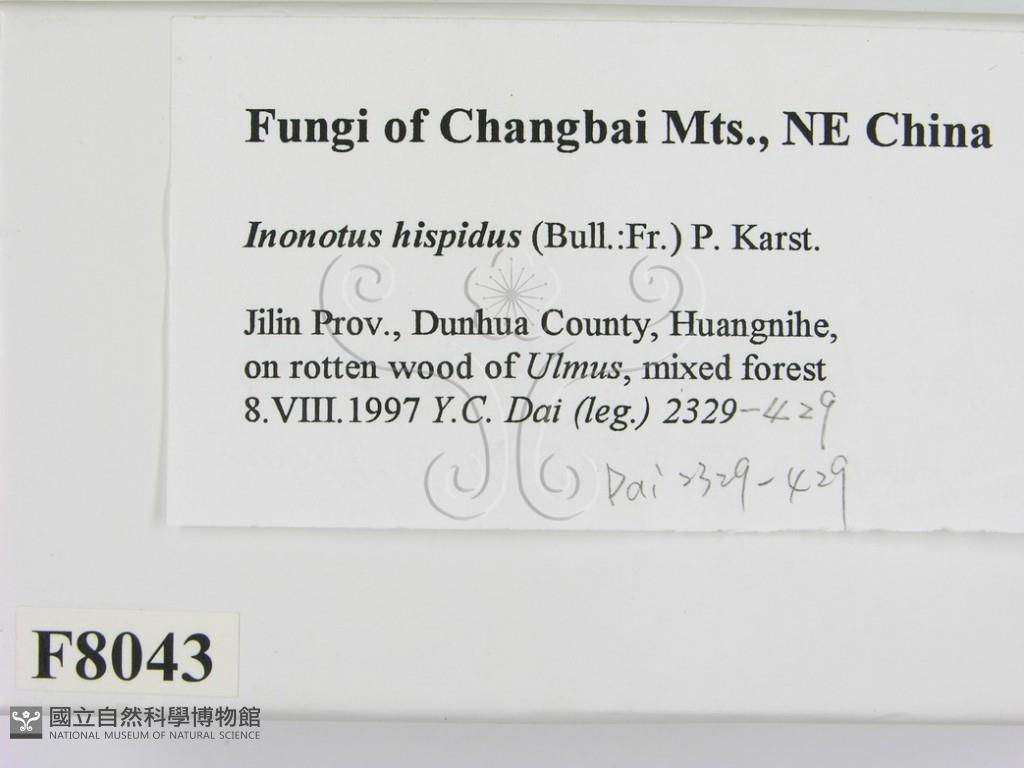 Fungi of Changbai Mts., NE China
Inonotus hispidus (Bull.:Fr.) P. Karst.
Jilin Prov., Dunhua County, Huangnihe,
on rotten wood of Ulmus, mixed forest
8.VIII.1997 Y.C. Dai (leg.) 2329-429
Dai 2329-429
F8043
國立自然科學博物館
NATIONAL MUSEUM OF NATURAL SCIENCE